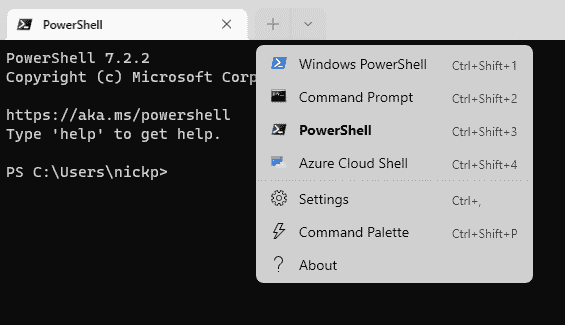 PowerShell
PowerShell 7.2.2
Copyright (c) Microsoft Corp
https://aka.ms/powershell
Type 'help' to get help.
PS C:\Users\nickp>
Windows PowerShell Ctrl+Shift+1
Command Prompt Ctrl+Shift+2
PowerShell Ctrl+Shift+3
Azure Cloud Shell Ctrl+Shift+4
Settings Ctrl+,
Command Palette Ctrl+Shift+P
About